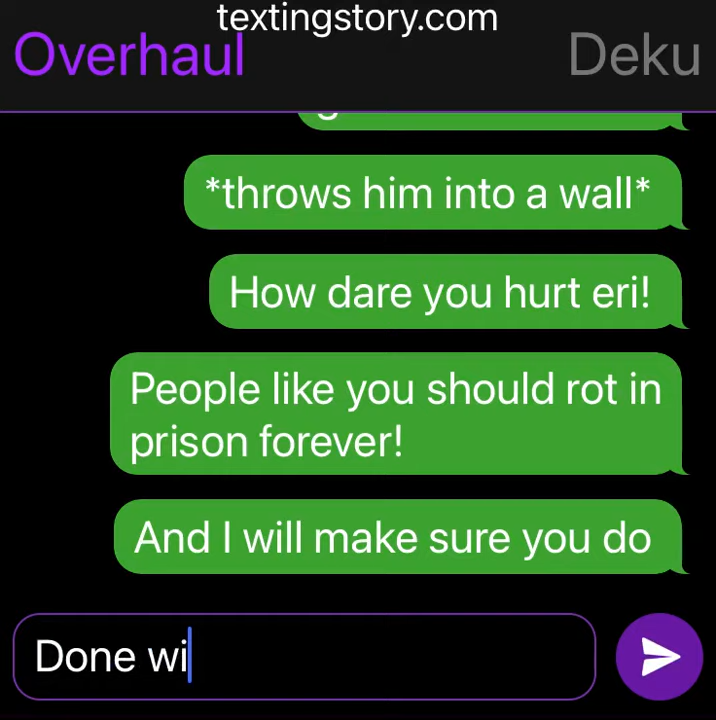 textingstory.com
Overhaul
Deku
*throws him into a wall*
How dare you hurt eri!
People like you should rot in
prison forever!
And I will make sure you do
Done wi